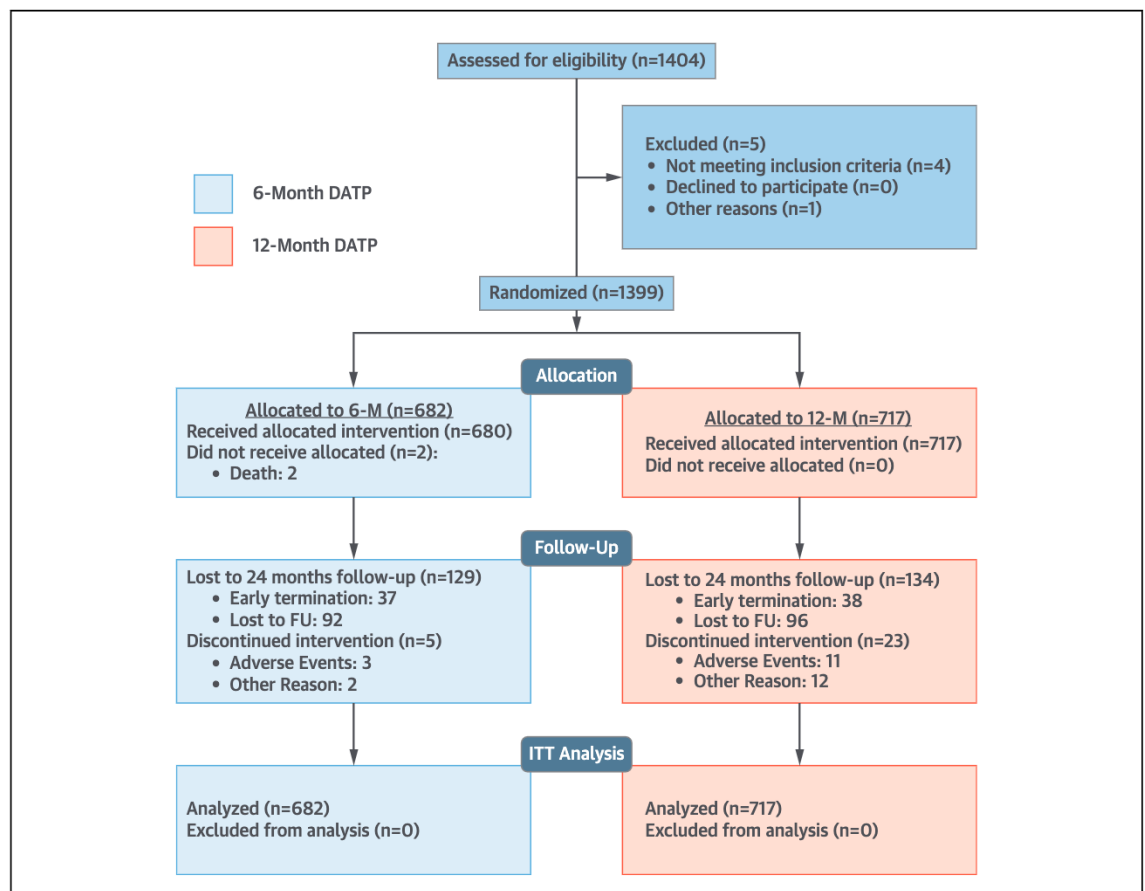 Assessed for eligibility (n=1404)
Excluded (n=5)
• Not meeting inclusion criteria (n=4)
• Declined to participate (n=0)
• Other reasons (n=1)
6-Month DATP
12-Month DATP
Randomized (n=1399)
Allocation
Allocated to 6-M (n=682)
Received allocated intervention (n=680)
Did not receive allocated (n=2):
• Death: 2
Allocated to 12-M (n=717)
Received allocated intervention (n=717)
Did not receive allocated (n=0)
Follow-Up
Lost to 24 months follow-up (n=129)
• Early termination: 37
• Lost to FU: 92
Discontinued intervention (n=5)
• Adverse Events: 3
• Other Reason: 2
Lost to 24 months follow-up (n=134)
• Early termination: 38
• Lost to FU: 96
Discontinued intervention (n=23)
• Adverse Events: 11
• Other Reason: 12
ITT Analysis
Analyzed (n=682)
Excluded from analysis (n=0)
Analyzed (n=717)
Excluded from analysis (n=0)